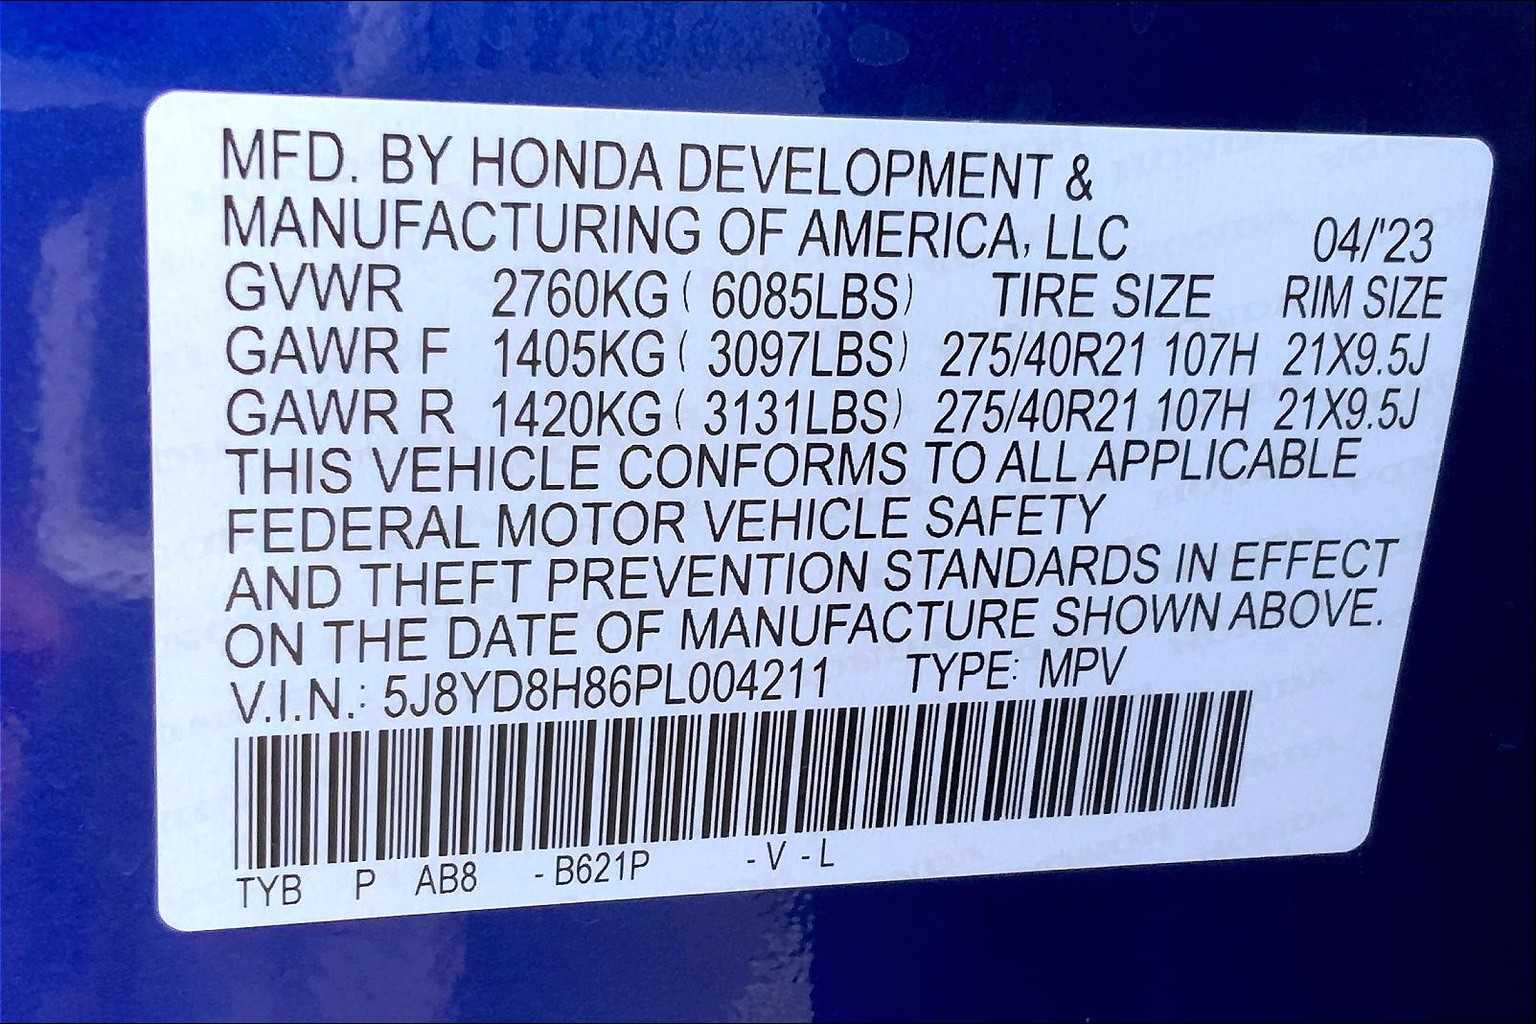 MFD. BY HONDA DEVELOPMENT &
MANUFACTURING OF AMERICA, LLC 04/'23
GVWR 2760KG ( 6085LBS) TIRE SIZE RIM SIZE
GAWR F 1405KG ( 3097LBS) 275/40R21 107H 21X9.5J
GAWR R 1420KG ( 3131LBS) 275/40R21 107H 21X9.5J
THIS VEHICLE CONFORMS TO ALL APPLICABLE
FEDERAL MOTOR VEHICLE SAFETY
AND THEFT PREVENTION STANDARDS IN EFFECT
ON THE DATE OF MANUFACTURE SHOWN ABOVE.
V.I.N.: 5J8YD8H86PL004211 TYPE: MPV
TYB P AB8 -B621P -V -L